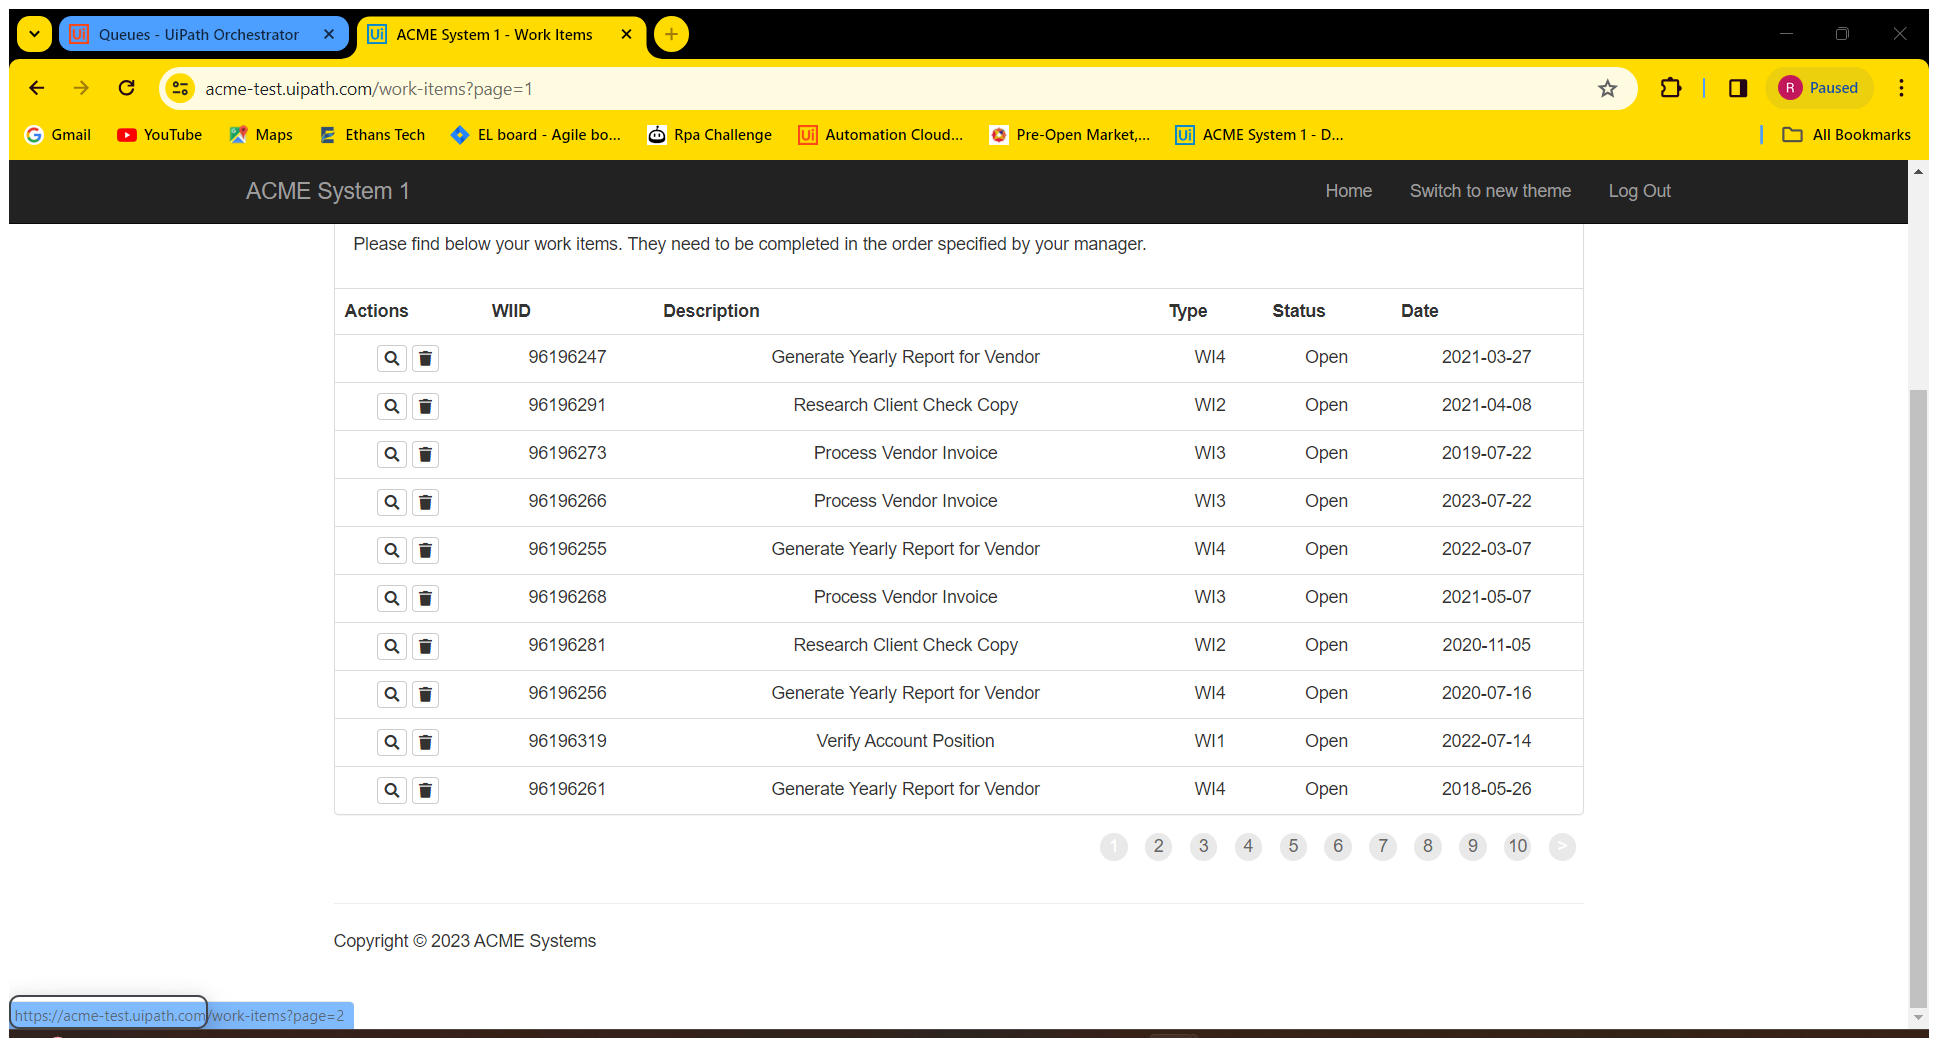 Queues - UiPath Orchestrator ACME System 1 - Work Items
acme-test.uipath.com/work-items?page=1 R Paused
Gmail YouTube Maps Ethans Tech EL board - Agile bo... Rpa Challenge Automation Cloud... Pre-Open Market,... ACME System 1 - D... All Bookmarks
ACME System 1 Home Switch to new theme Log Out
Please find below your work items. They need to be completed in the order specified by your manager.
Actions WIID Description Type Status Date
96196247 Generate Yearly Report for Vendor WI4 Open 2021-03-27
96196291 Research Client Check Copy WI2 Open 2021-04-08
96196273 Process Vendor Invoice WI3 Open 2019-07-22
96196266 Process Vendor Invoice WI3 Open 2023-07-22
96196255 Generate Yearly Report for Vendor WI4 Open 2022-03-07
96196268 Process Vendor Invoice WI3 Open 2021-05-07
96196281 Research Client Check Copy WI2 Open 2020-11-05
96196256 Generate Yearly Report for Vendor WI4 Open 2020-07-16
96196319 Verify Account Position WI1 Open 2022-07-14
96196261 Generate Yearly Report for Vendor WI4 Open 2018-05-26
1 2 3 4 5 6 7 8 9 10 >
Copyright © 2023 ACME Systems
https://acme-test.uipath.com/work-items?page=2